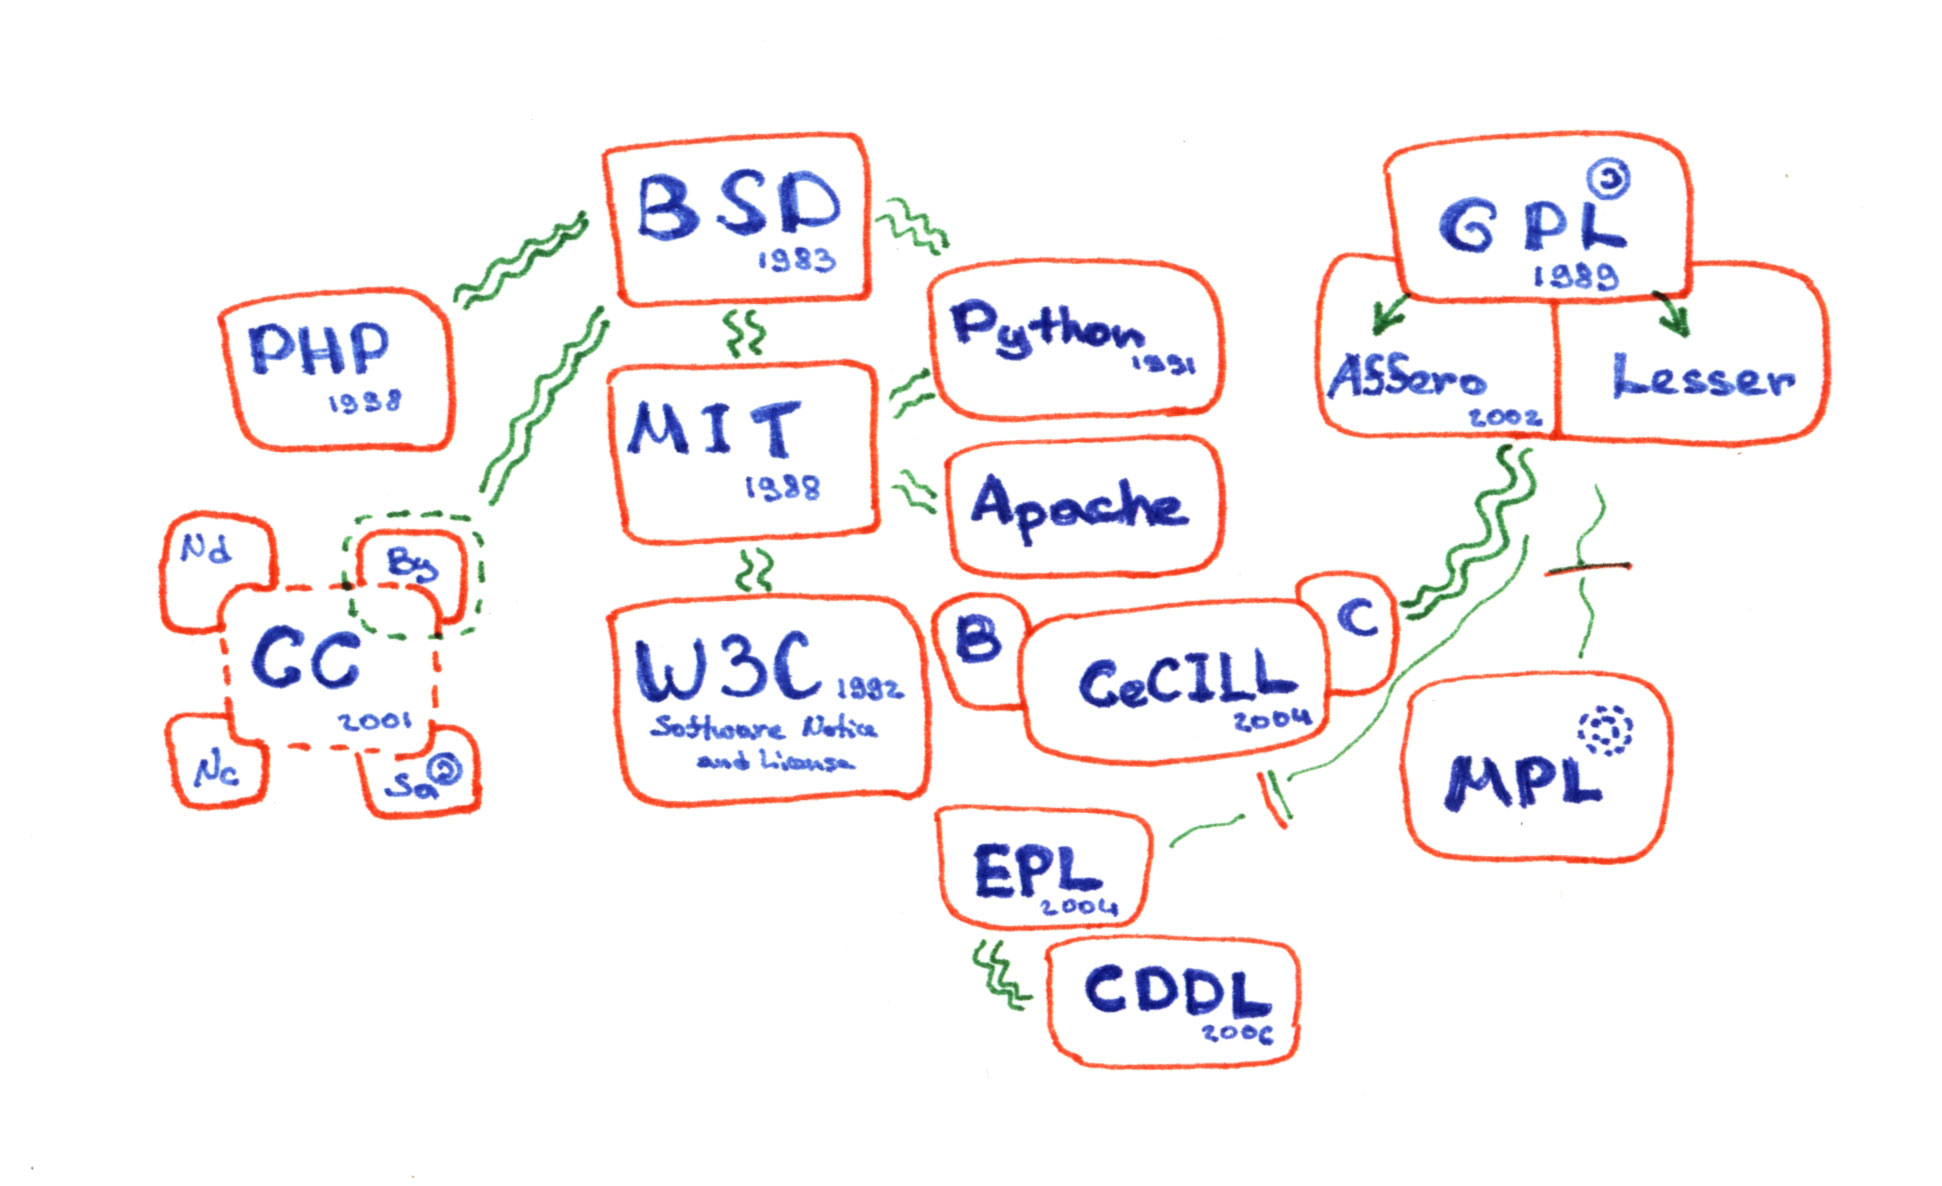 BSD
1983
GPL
1989
PHP
1998
Python
1991
Affero
2002
Lesser
MIT
1988
Apache
Nd
By
CC
2001
Nc
Sa
W3C 1992
Software Notice
and License
B
CeCILL
2004
C
MPL
EPL
2004
CDDL
2006